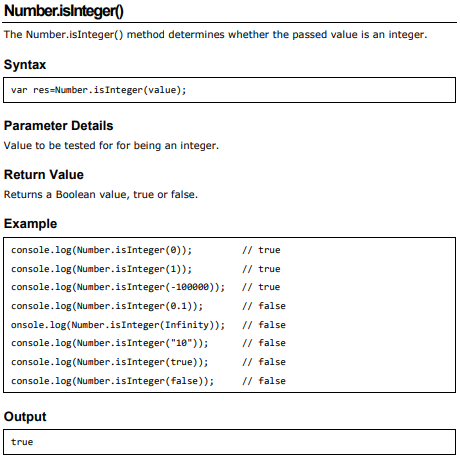 Number.isInteger()
The Number.isInteger() method determines whether the passed value is an integer.
Syntax
var res=Number.isInteger(value);
Parameter Details
Value to be tested for for being an integer.
Return Value
Returns a Boolean value, true or false.
Example
console.log(Number.isInteger(0)); // true
console.log(Number.isInteger(1)); // true
console.log(Number.isInteger(-100000)); // true
console.log(Number.isInteger(0.1)); // false
onsole.log(Number.isInteger(Infinity)); // false
console.log(Number.isInteger("10")); // false
console.log(Number.isInteger(true)); // false
console.log(Number.isInteger(false)); // false
Output
true